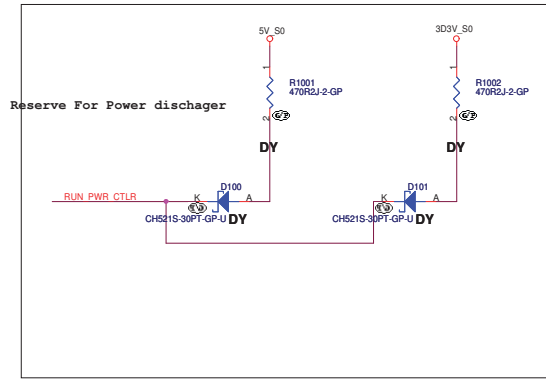 5V_S0
3D3V_S0
1
1
R1001
470R2J-2-GP
R1002
470R2J-2-GP
Reserve For Power dischager
2
2
DY
DY
D100
D101
RUN_PWR_CTLR
K
A
K
A
CH521S-30PT-GP-U
DY
CH521S-30PT-GP-U
DY